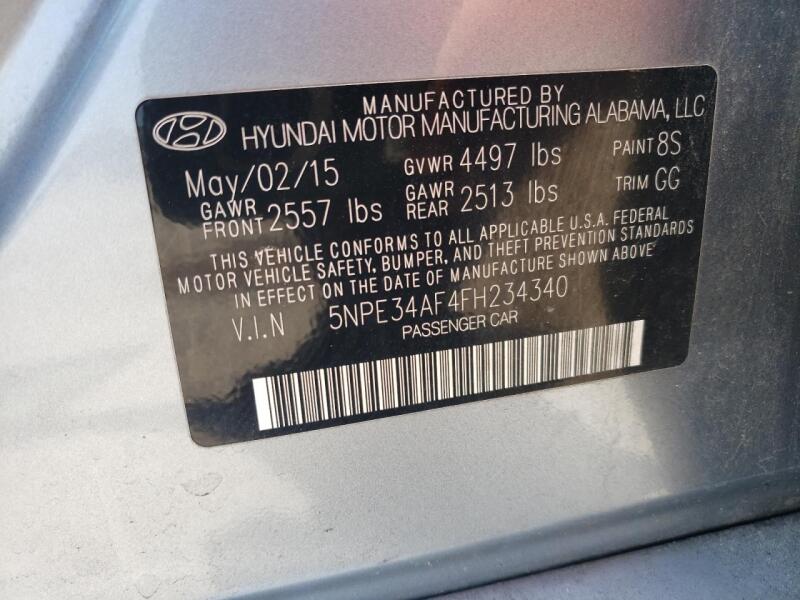 MANUFACTURED BY
HYUNDAI MOTOR MANUFACTURING ALABAMA, LLC
May/02/15 GVWR 4497 lbs PAINT 8S
GAWR FRONT 2557 lbs GAWR REAR 2513 lbs TRIM GG
THIS VEHICLE CONFORMS TO ALL APPLICABLE U.S.A. FEDERAL
MOTOR VEHICLE SAFETY, BUMPER, AND THEFT PREVENTION STANDARDS
IN EFFECT ON THE DATE OF MANUFACTURE SHOWN ABOVE
V.I.N 5NPE34AF4FH234340
PASSENGER CAR